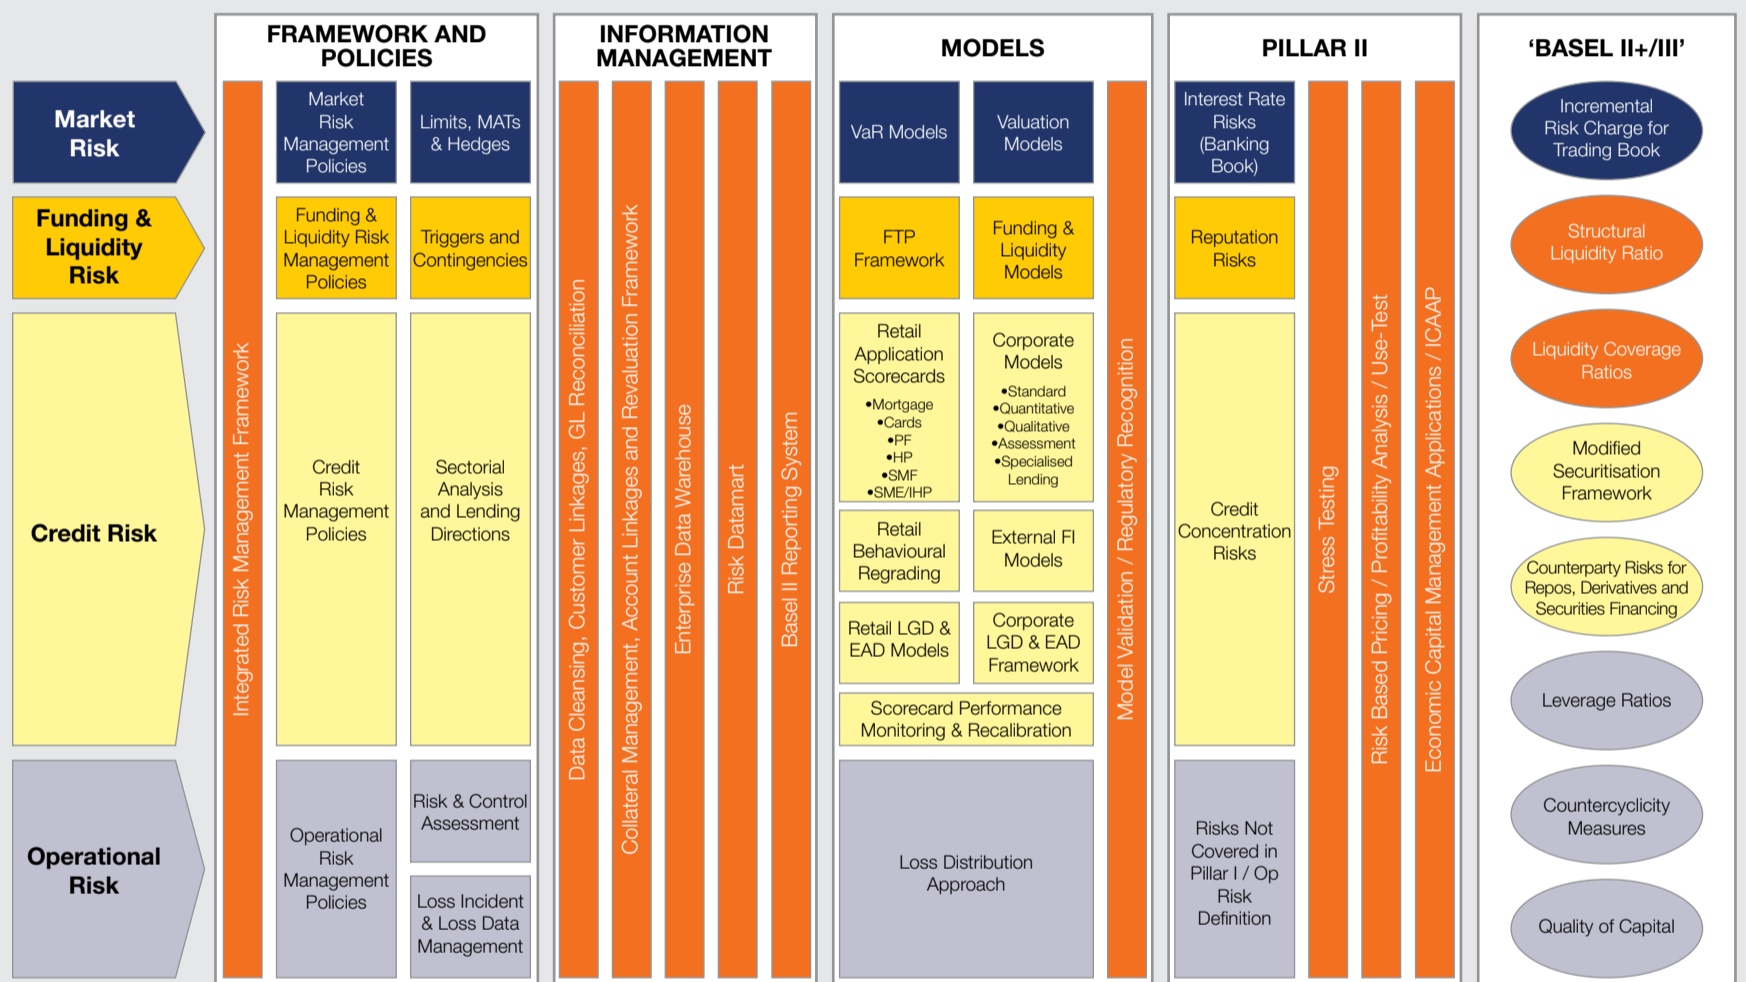 FRAMEWORK AND
POLICIES
INFORMATION
MANAGEMENT
MODELS
PILLAR II
‘BASEL II+/III’
Market
Risk
Funding &
Liquidity
Risk
Credit Risk
Operational
Risk
Integrated Risk Management Framework
Market
Risk
Management
Policies
Limits, MATs
& Hedges
Funding &
Liquidity Risk
Management
Policies
Triggers and
Contingencies
Credit
Risk
Management
Policies
Sectorial
Analysis
and Lending
Directions
Operational
Risk
Management
Policies
Risk & Control
Assessment
Loss Incident
& Loss Data
Management
Data Cleansing, Customer Linkages, GL Reconciliation
Collateral Management, Account Linkages and Revaluation Framework
Enterprise Data Warehouse
Risk Datamart
Basel II Reporting System
VaR Models
Valuation
Models
FTP
Framework
Funding &
Liquidity
Models
Retail
Application
Scorecards
•Mortgage
•Cards
•PF
•HP
•SMF
•SME/IHP
Corporate
Models
•Standard
•Quantitative
•Qualitative
•Assessment
•Specialised
Lending
Retail
Behavioural
Regrading
External FI
Models
Retail LGD &
EAD Models
Corporate
LGD & EAD
Framework
Scorecard Performance
Monitoring & Recalibration
Loss Distribution
Approach
Model Validation / Regulatory Recognition
Interest Rate
Risks
(Banking
Book)
Reputation
Risks
Credit
Concentration
Risks
Risks Not
Covered in
Pillar I / Op
Risk
Definition
Stress Testing
Risk Based Pricing / Profitability Analysis / Use-Test
Economic Capital Management Applications / ICAAP
Incremental
Risk Charge for
Trading Book
Structural
Liquidity Ratio
Liquidity Coverage
Ratios
Modified
Securitisation
Framework
Counterparty Risks for
Repos, Derivatives and
Securities Financing
Leverage Ratios
Countercyclicity
Measures
Quality of Capital